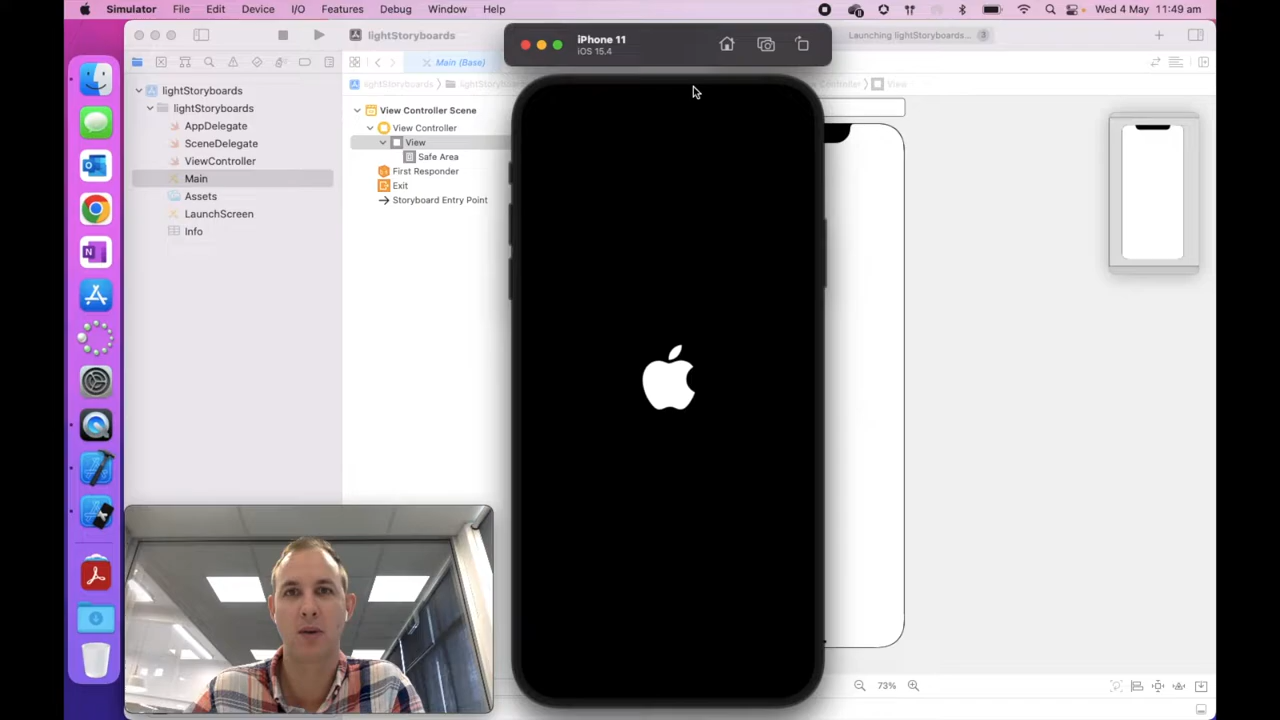 Simulator File Edit Device I/O Features Debug Window Help Wed 4 May 11:49 am
lightStoryboards
iPhone 11
iOS 15.4
Launching lightStoryboards... 3
Main (Base)
lightStoryboards
AppDelegate
SceneDelegate
ViewController
Main
Assets
LaunchScreen
Info
lightStoryboards
View
View Controller Scene
View Controller
View
Safe Area
First Responder
Exit
Storyboard Entry Point
73%